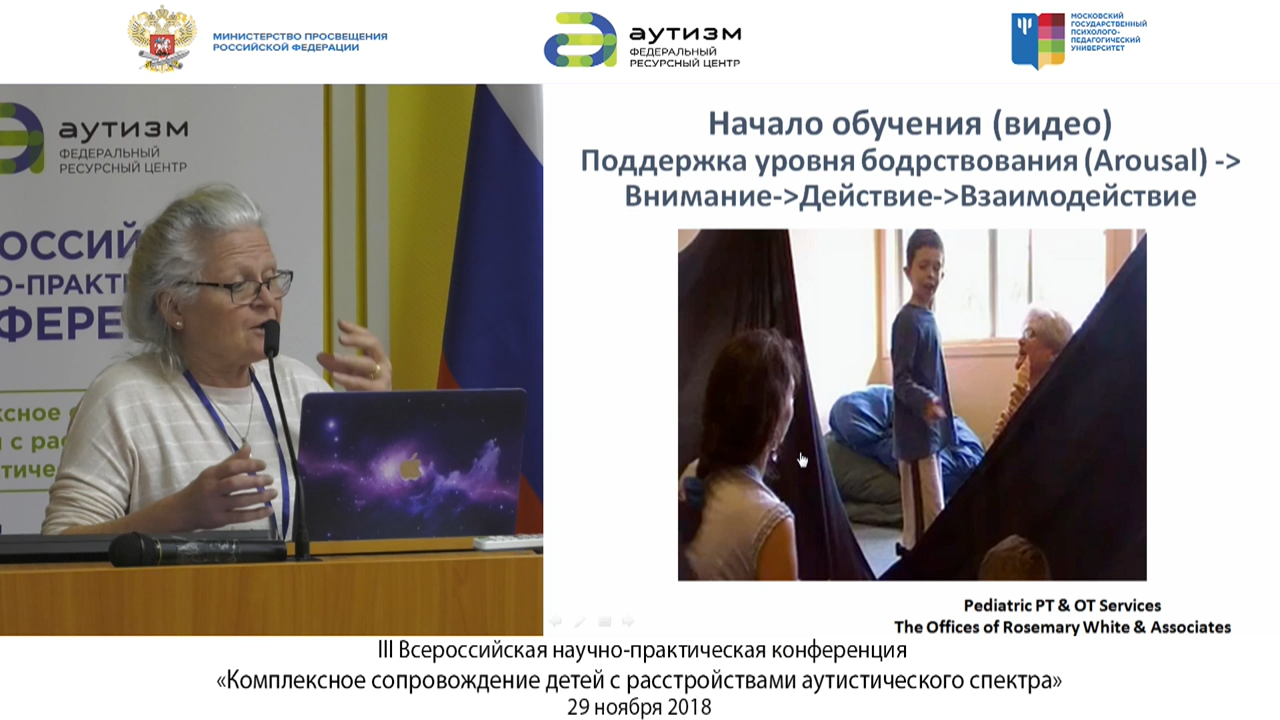 МИНИСТЕРСТВО ПРОСВЕЩЕНИЯ
РОССИЙСКОЙ ФЕДЕРАЦИИ
аутизм
ФЕДЕРАЛЬНЫЙ
РЕСУРСНЫЙ ЦЕНТР
МОСКОВСКИЙ
ГОСУДАРСТВЕННЫЙ
ПСИХОЛОГО-
ПЕДАГОГИЧЕСКИЙ
УНИВЕРСИТЕТ
аутизм
ФЕДЕРАЛЬНЫЙ
РЕСУРСНЫЙ ЦЕНТР
Начало обучения (видео)
Поддержка уровня бодрствования (Arousal) ->
Внимание->Действие->Взаимодействие
Pediatric PT & OT Services
The Offices of Rosemary White & Associates
III Всероссийская научно-практическая конференция
«Комплексное сопровождение детей с расстройствами аутистического спектра»
29 ноября 2018